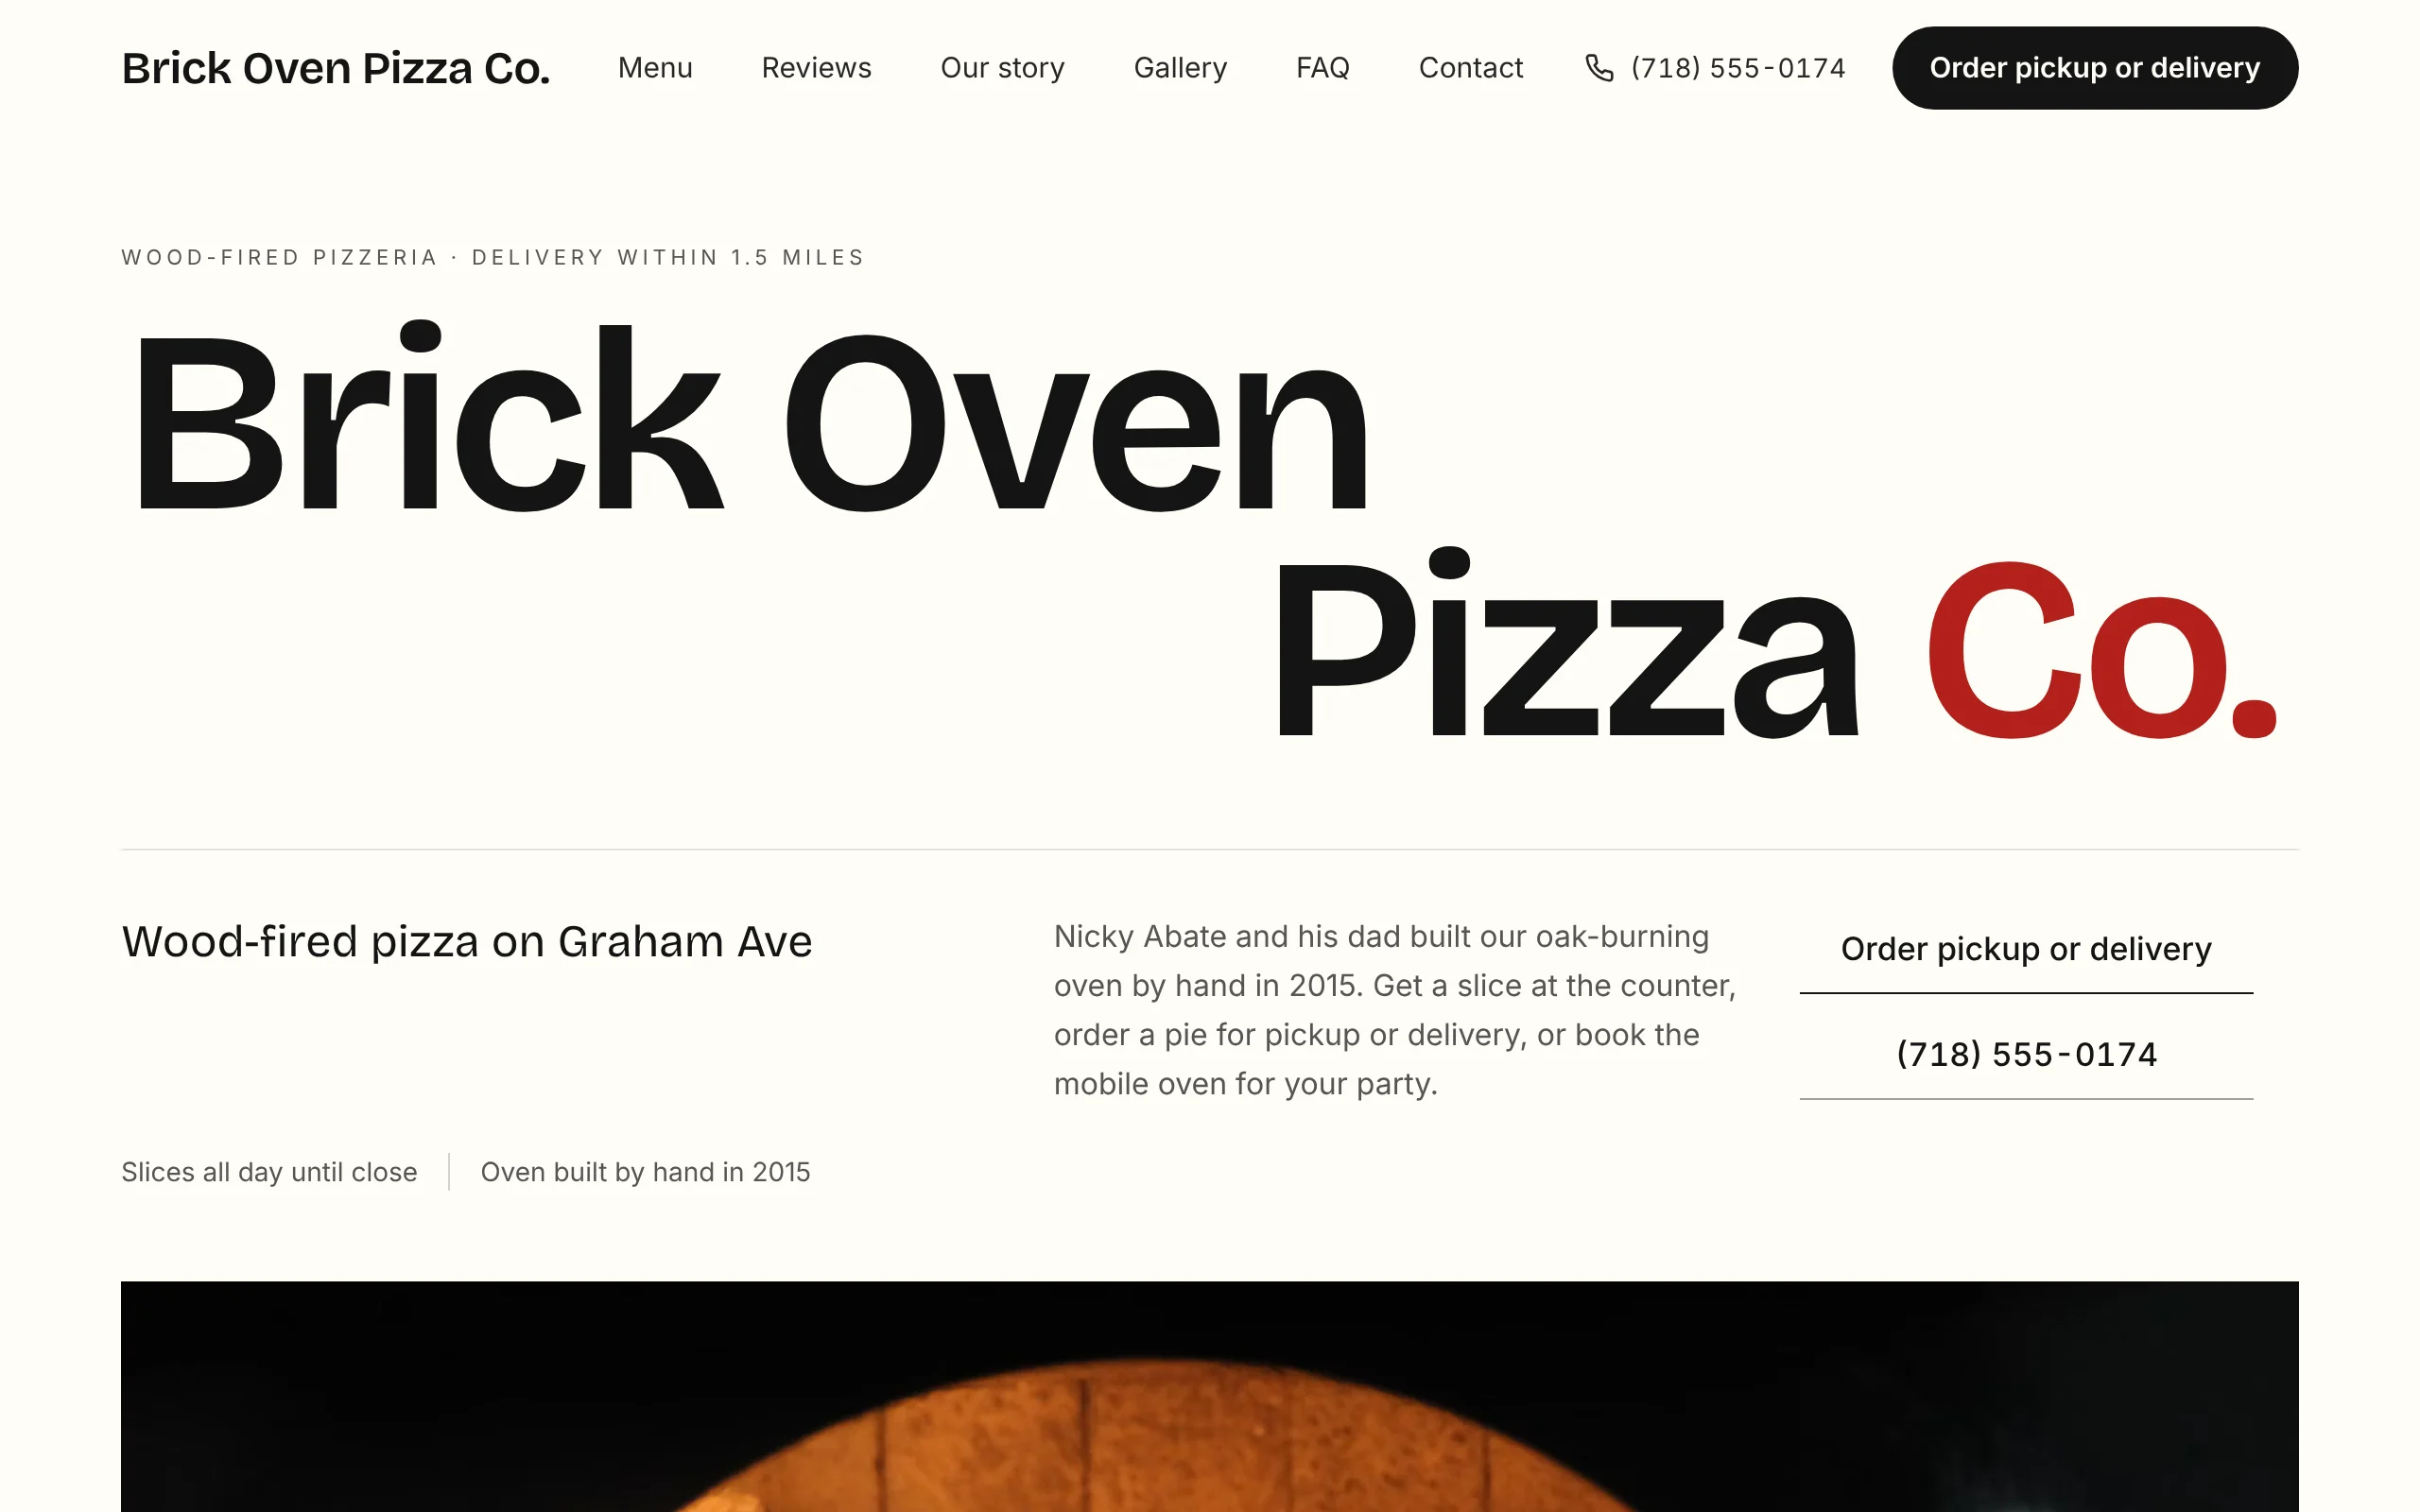 Brick Oven Pizza Co.
Menu
Reviews
Our story
Gallery
FAQ
Contact
(718) 555-0174
Order pickup or delivery
WOOD-FIRED PIZZERIA · DELIVERY WITHIN 1.5 MILES
Brick Oven
Pizza Co.
Wood-fired pizza on Graham Ave
Nicky Abate and his dad built our oak-burning
oven by hand in 2015. Get a slice at the counter,
order a pie for pickup or delivery, or book the
mobile oven for your party.
Order pickup or delivery
(718) 555-0174
Slices all day until close
Oven built by hand in 2015